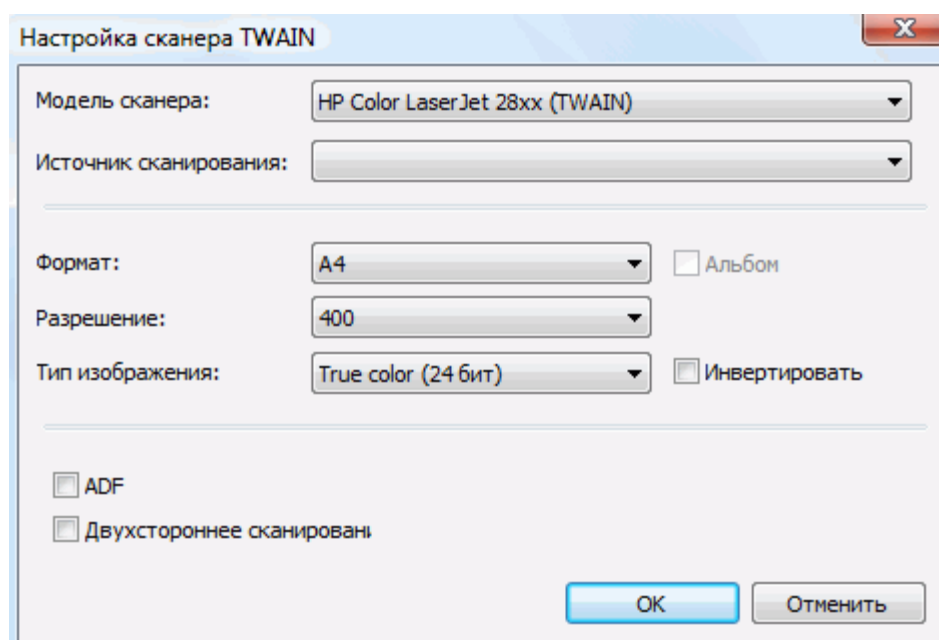 Настройка сканера TWAIN
Модель сканера: HP Color LaserJet 28xx (TWAIN)
Источник сканирования:
Формат: A4 Альбом
Разрешение: 400
Тип изображения: True color (24 бит) Инвертировать
ADF
Двухстороннее сканировани
OK Отменить